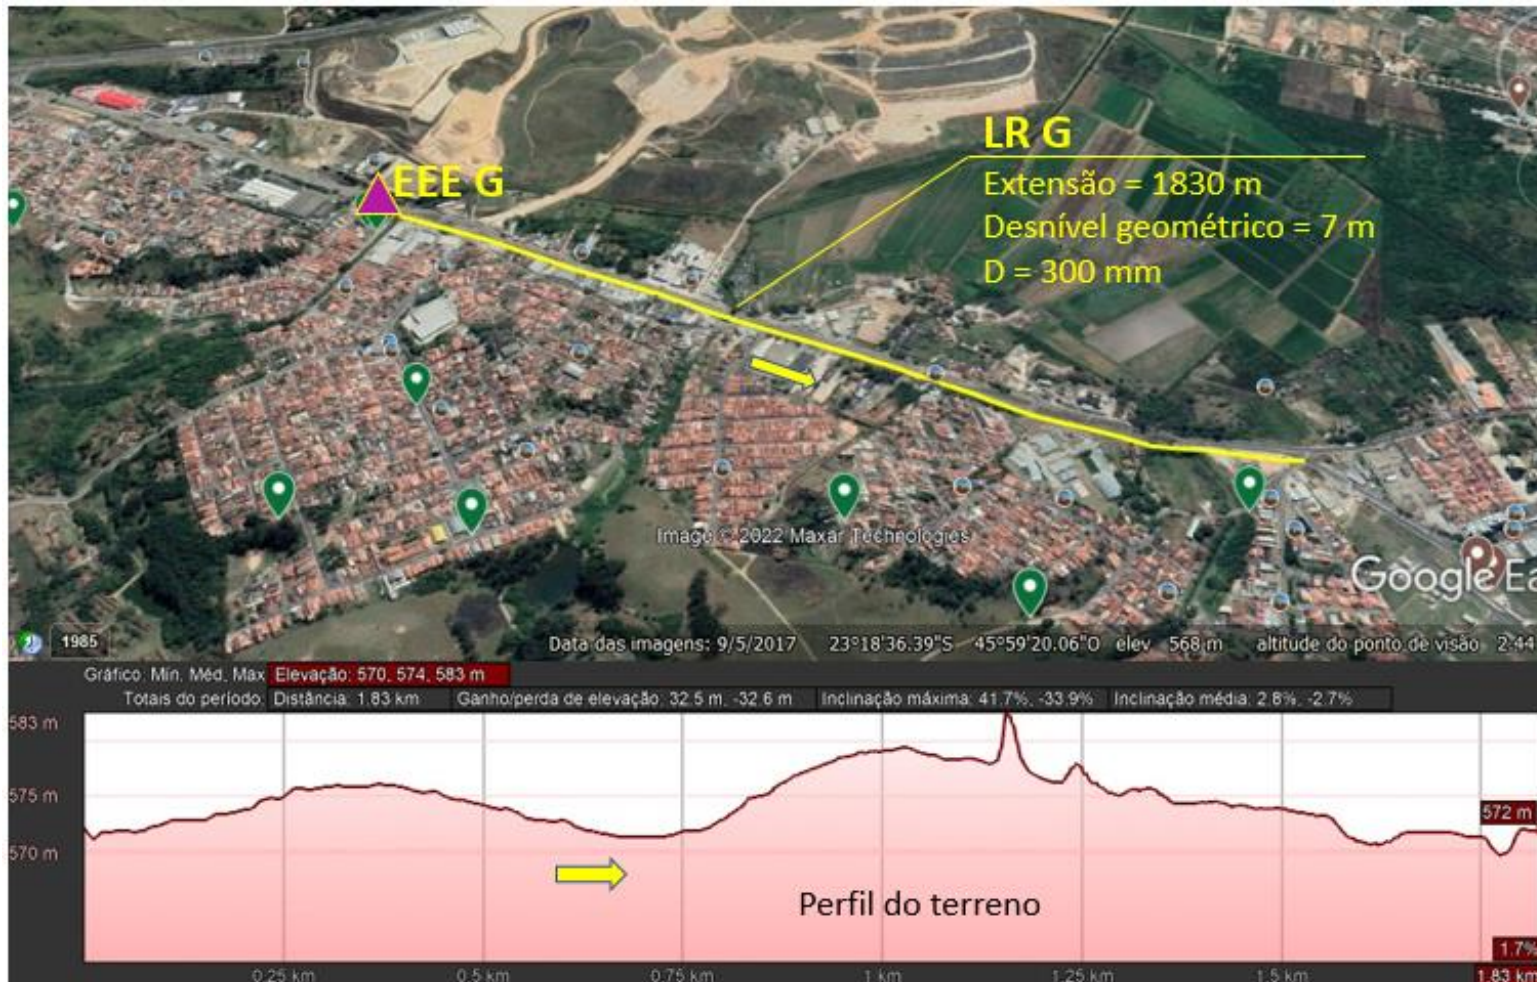 LR G
EEE G
Extensão = 1830 m
Desnível geométrico = 7 m
D = 300 mm
Image © 2022 Maxar Technologies
Google Ea
1985
Data das imagens: 9/5/2017 23°18'36.39"S 45°59'20.06"O elev 568 m altitude do ponto de visão 2.44
Gráfico: Mín, Méd, Máx Elevação: 570, 574, 583 m
Totais do período: Distância: 1.83 km Ganho/perda de elevação: 32.5 m, -32.6 m Inclinação máxima: 41.7%, -33.9% Inclinação média: 2.8%, -2.7%
583 m
575 m
572 m
570 m
Perfil do terreno
1.7%
0.25 km 0.5 km 0.75 km 1 km 1.25 km 1.5 km 1.83 km